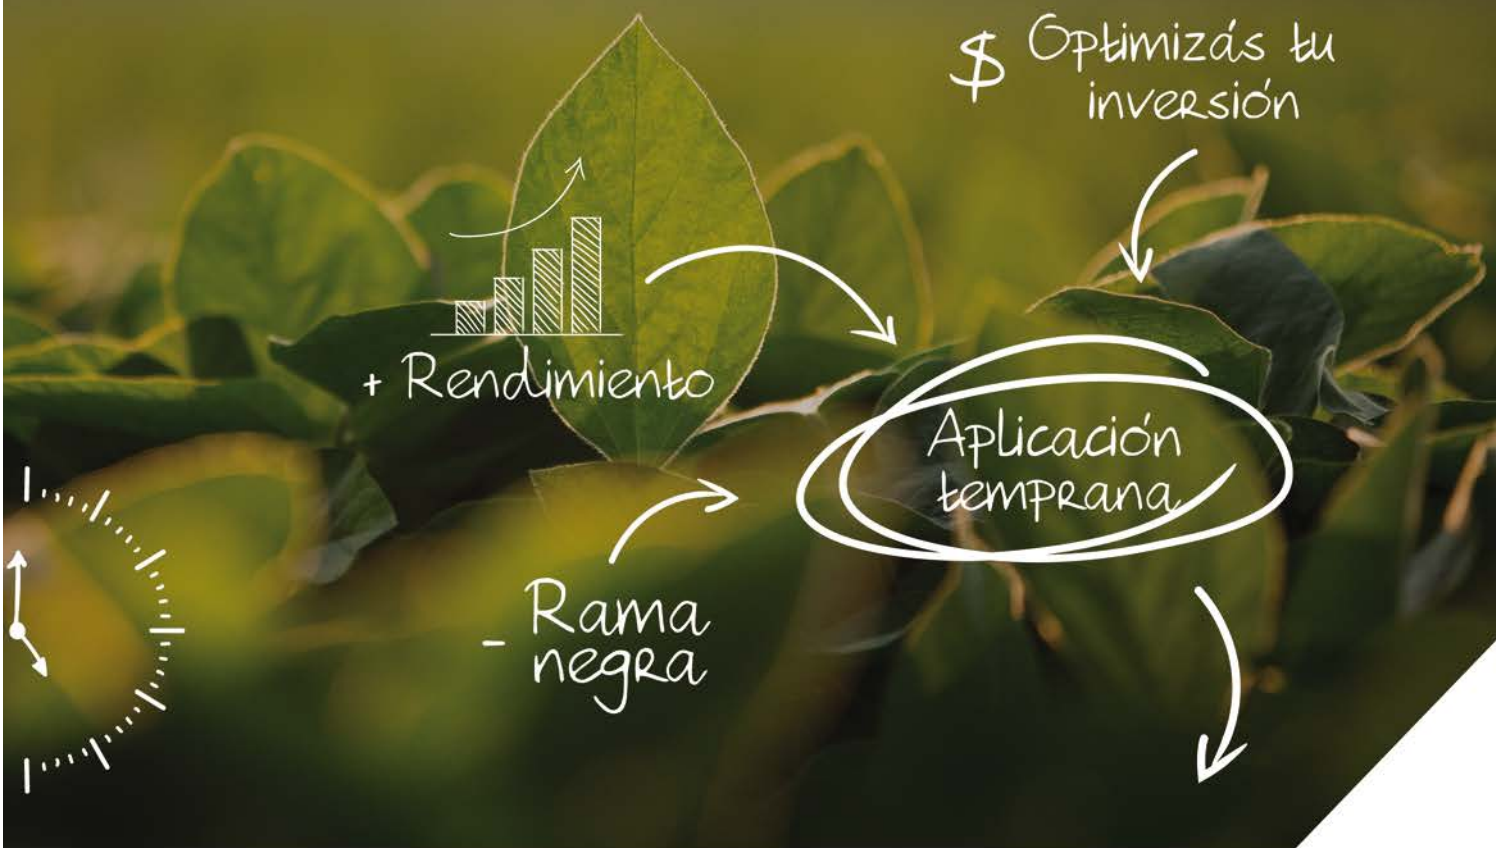 $ Optimizás tu
inversión
+ Rendimiento
Aplicación
temprana
- Rama
negra